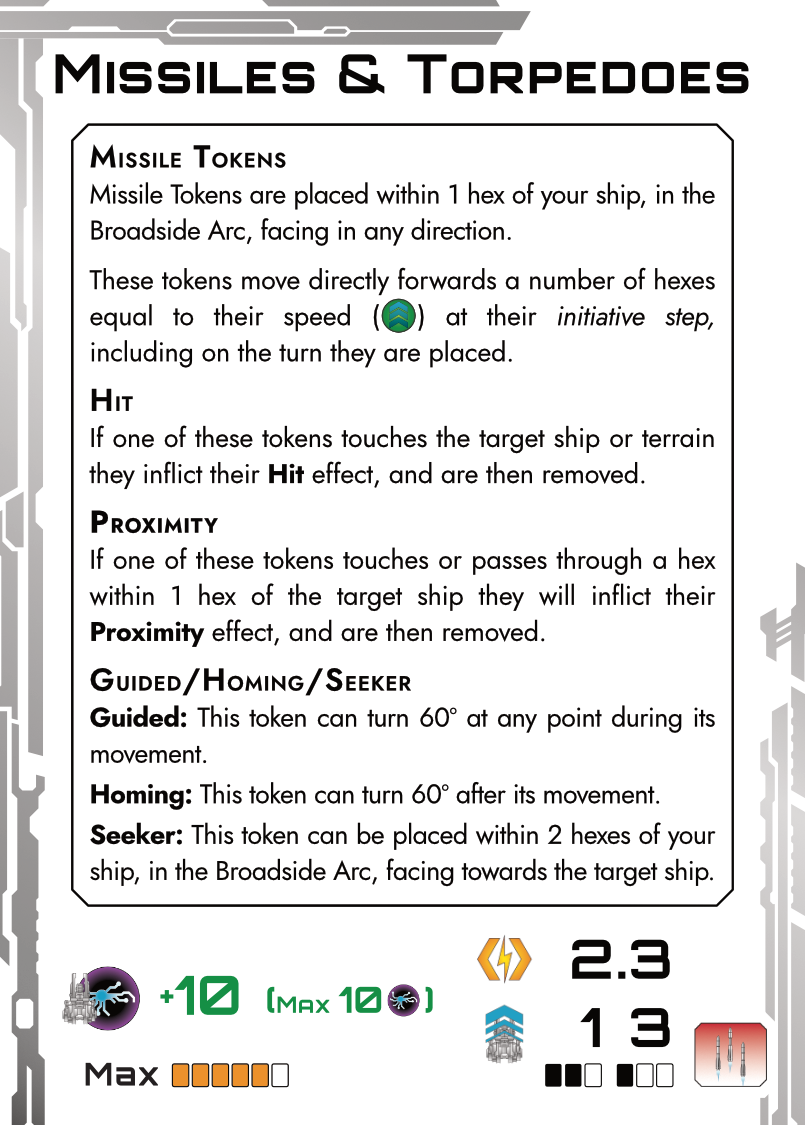 Missiles & Torpedoes
Missile Tokens
Missile Tokens are placed within 1 hex of your ship, in the
Broadside Arc, facing in any direction.
These tokens move directly forwards a number of hexes
equal to their speed ( ) at their initiative step,
including on the turn they are placed.
Hit
If one of these tokens touches the target ship or terrain
they inflict their Hit effect, and are then removed.
Proximity
If one of these tokens touches or passes through a hex
within 1 hex of the target ship they will inflict their
Proximity effect, and are then removed.
Guided/Homing/Seeker
Guided: This token can turn 60° at any point during its
movement.
Homing: This token can turn 60° after its movement.
Seeker: This token can be placed within 2 hexes of your
ship, in the Broadside Arc, facing towards the target ship.
+10 (Max 10 )
2.3
1 3
Max